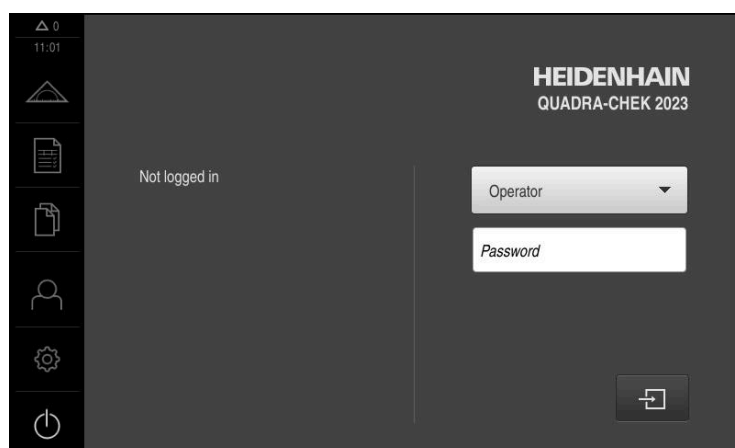 0
11:01
HEIDENHAIN
QUADRA-CHEK 2023
Not logged in
Operator
Password